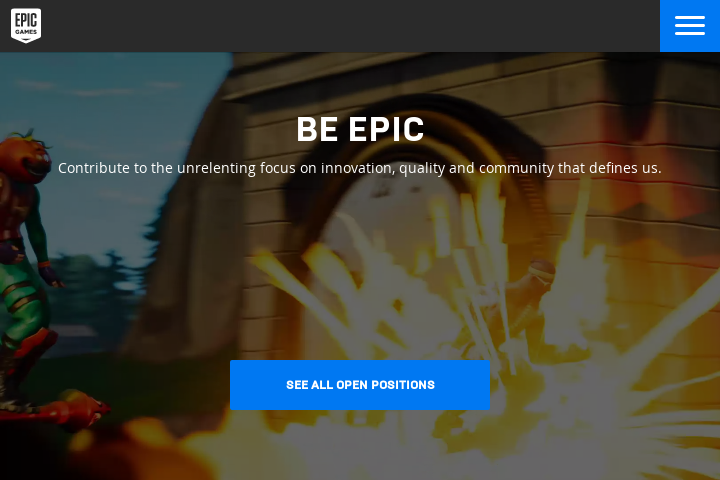 EPIC
GAMES
BE EPIC
Contribute to the unrelenting focus on innovation, quality and community that defines us.
SEE ALL OPEN POSITIONS